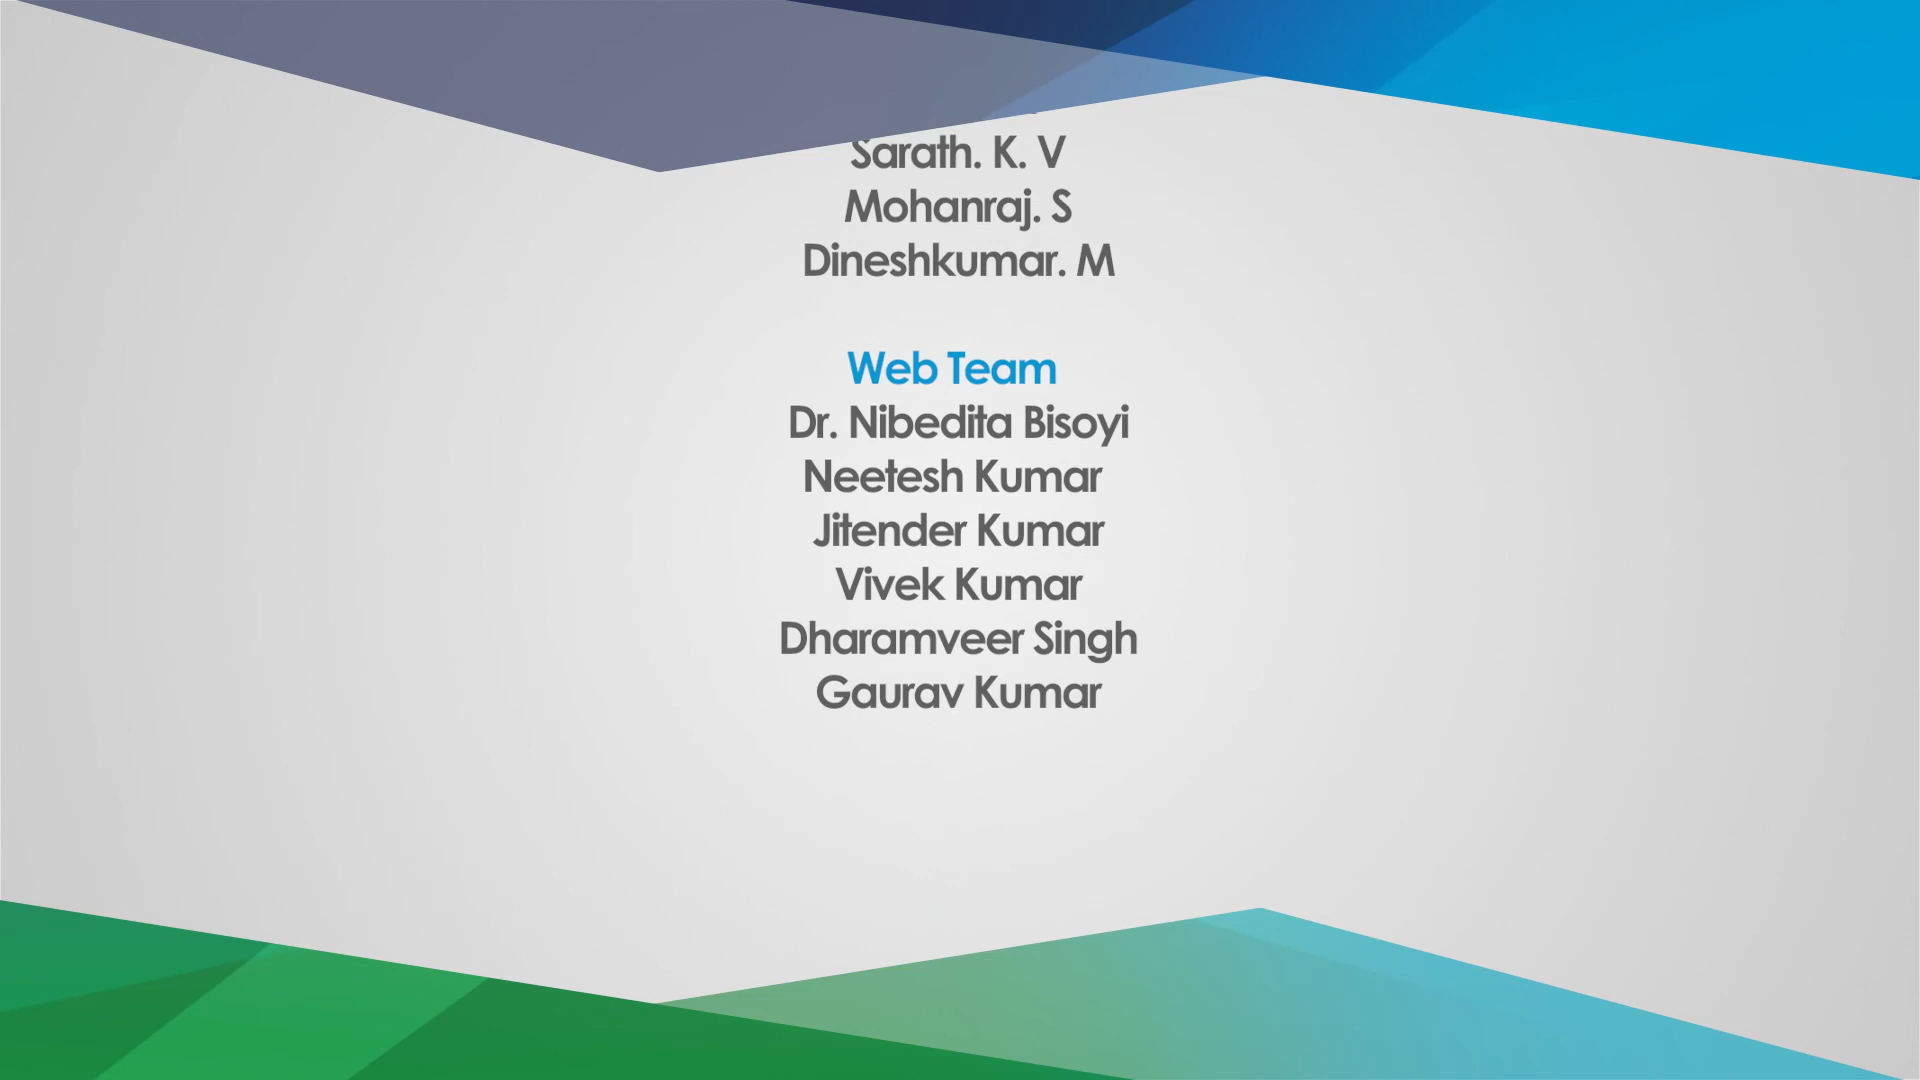 Sarath. K. V
Mohanraj. S
Dineshkumar. M
Web Team
Dr. Nibedita Bisoyi
Neetesh Kumar
Jitender Kumar
Vivek Kumar
Dharamveer Singh
Gaurav Kumar